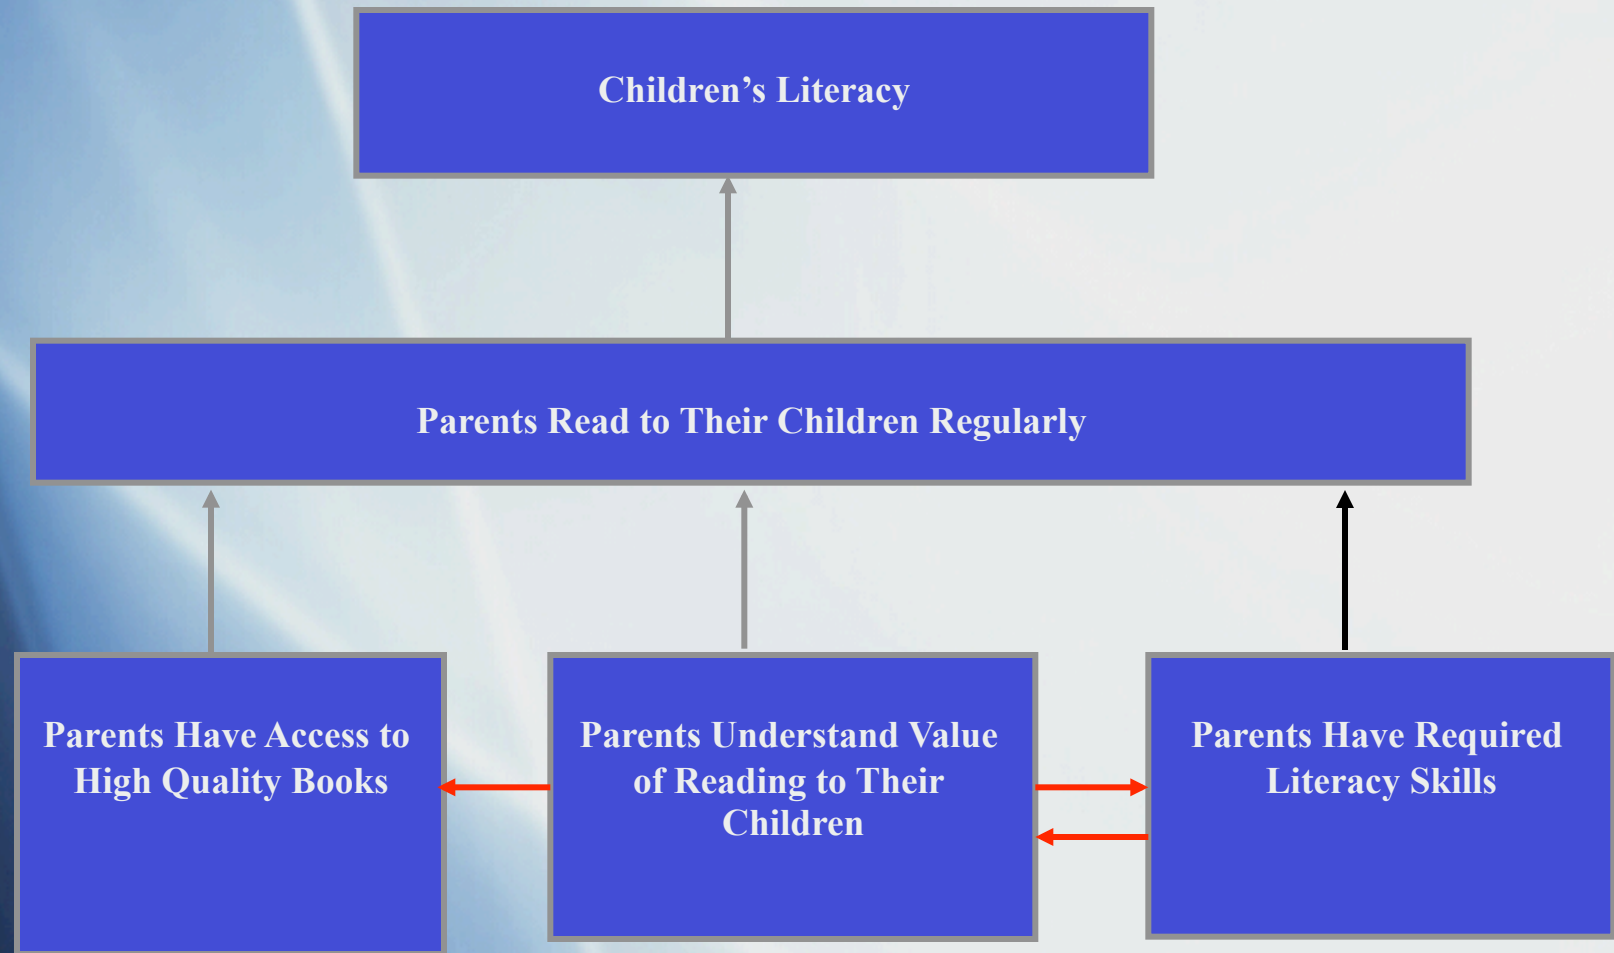 Children’s Literacy
Parents Read to Their Children Regularly
Parents Have Access to
High Quality Books
Parents Understand Value
of Reading to Their
Children
Parents Have Required
Literacy Skills